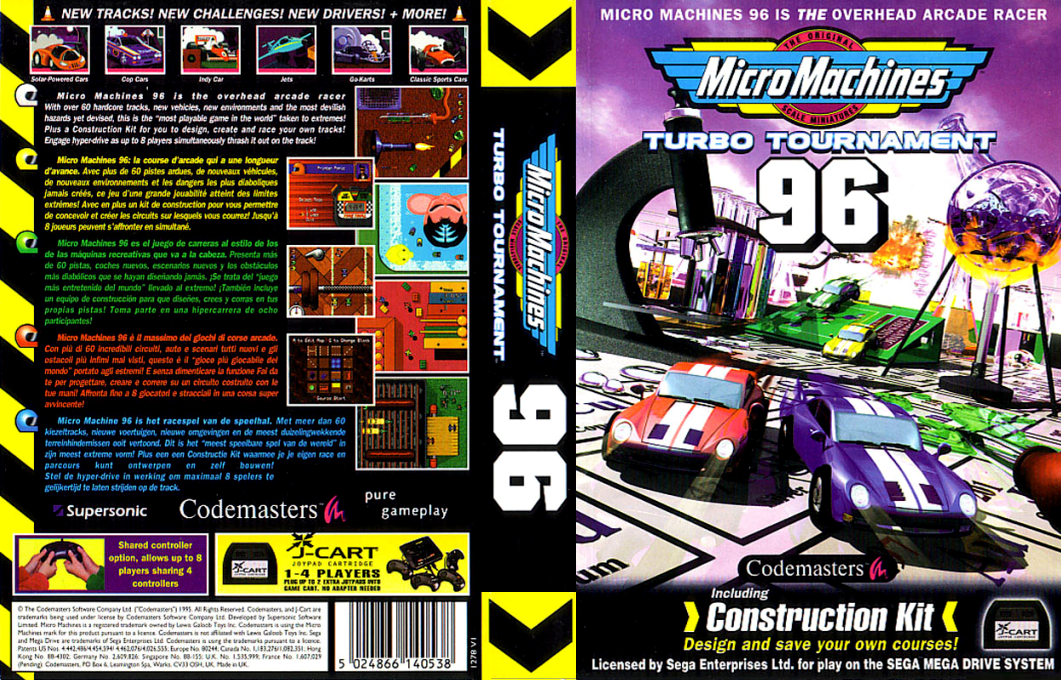 NEW TRACKS! NEW CHALLENGES! NEW DRIVERS! + MORE!
Solar-Powered Cars
Cop Cars
Indy Car
Jets
Go-Karts
Classic Sports Cars
Micro Machines 96 is the overhead arcade racer
With over 60 hardcore tracks, new vehicles, new environments and the most devilish
hazards yet devised, this is the "most playable game in the world" taken to extremes!
Plus a Construction Kit for you to design, create and race your own tracks!
Engage hyper-drive as up to 8 players simultaneously thrash it out on the track!
Micro Machines 96: la course d'arcade qui a une longueur
d'avance. Avec plus de 60 pistes ardues, de nouveaux véhicules,
de nouveaux environnements et les dangers les plus diaboliques
jamais créés, ce jeu d'une grande jouabilité atteint des limites
extrêmes! Avec en plus un kit de construction pour vous permettre
de concevoir et créer les circuits sur lesquels vous courrez! Jusqu'à
8 joueurs peuvent s'affronter en simultané.
Micro Machines 96 es el juego de carreras al estilo de los
de las máquinas recreativas que va a la cabeza. Presenta más
de 60 pistas, coches nuevos, escenarios nuevos y los obstáculos
más diabólicos que se hayan diseñando jamás. ¡Se trata del "juego
más entretenido del mundo" llevado al extremo! ¡También incluye
un equipo de construcción para que diseñes, crees y corras en tus
propias pistas! Toma parte en una hipercarrera de ocho
participantes!
Micro Machines 96 è il massimo dei giochi di corse arcade.
Con più di 60 incredibili circuiti, auto e scenari tutti nuovi e gli
ostacoli più infimi mai visti, questo è il "gioco più giocabile del
mondo" portato agli estremi! E senza dimenticare la funzione Fai da
te per progettare, creare e correre su un circuito costruito con le
tue mani! Affronta fino a 8 giocatori e stracciali in una corsa super
avvincente!
Micro Machine 96 is het racespel van de speelhal. Met meer dan 60
kiezeltracks, nieuwe voertuigen, nieuwe omgevingen en de meest duizelingwekkende
terreinhindernissen ooit vertoond. Dit is het "meest speelbare spel van de wereld" in
zijn meest extreme vorm! Plus een een Constructie Kit waarmee je je eigen race en
parcours kunt ontwerpen en zelf bouwen!
Stel de hyper-drive in werking om maximaal 8 spelers te
gelijkertijd te laten strijden op de track.
A to Edit Map C to Change Block
Source Start
Supersonic
Codemasters™
pure
gameplay
Shared controller
option, allows up to 8
players sharing 4
controllers
J-CART
J-CART
JOYPAD CARTRIDGE
1-4 PLAYERS
PLUG UP TO 2 EXTRA JOYPADS INTO
GAME CART. NO ADAPTER NEEDED
© The Codemasters Software Company Ltd. ("Codemasters") 1995. All Rights Reserved. Codemasters, and J-Cart are
trademarks being used under license by Codemasters Software Company Ltd. Developed by Supersonic Software
Limited. Micro Machines is a registered trademark owned by Lewis Galoob Toys Inc. Codemasters is using the Micro
Machines mark for this product pursuant to a licence. Codemasters is not affiliated with Lewis Galoob Toys Inc. Sega
and Mega Drive are trademarks of Sega Enterprises Ltd. Codemasters is using the trademarks pursuant to a licence.
Patents US Nos. 4,442,486/4,454,594/ 4,462,076/4,026,555; Europe No. 80244; Canada No. 1,183,276/1,082,351; Hong
Kong No. 88-4302; Germany No. 2,609,826; Singapore No. 88-155; U.K. No. 1,535,999; France No. 1,607,029
(Pending). Codemasters, PO Box 6, Leamington Spa, Warks. CV33 0SH, UK. Made in UK.
5 024866 140538
1278 V1
Micro Machines
TURBO TOURNAMENT
96
MICRO MACHINES 96 IS THE OVERHEAD ARCADE RACER
THE ORIGINAL
Micro Machines
SCALE MINIATURES
TURBO TOURNAMENT
96
um
Codemasters™
Including
Construction Kit
Design and save your own courses!
J-CART
Licensed by Sega Enterprises Ltd. for play on the SEGA MEGA DRIVE SYSTEM